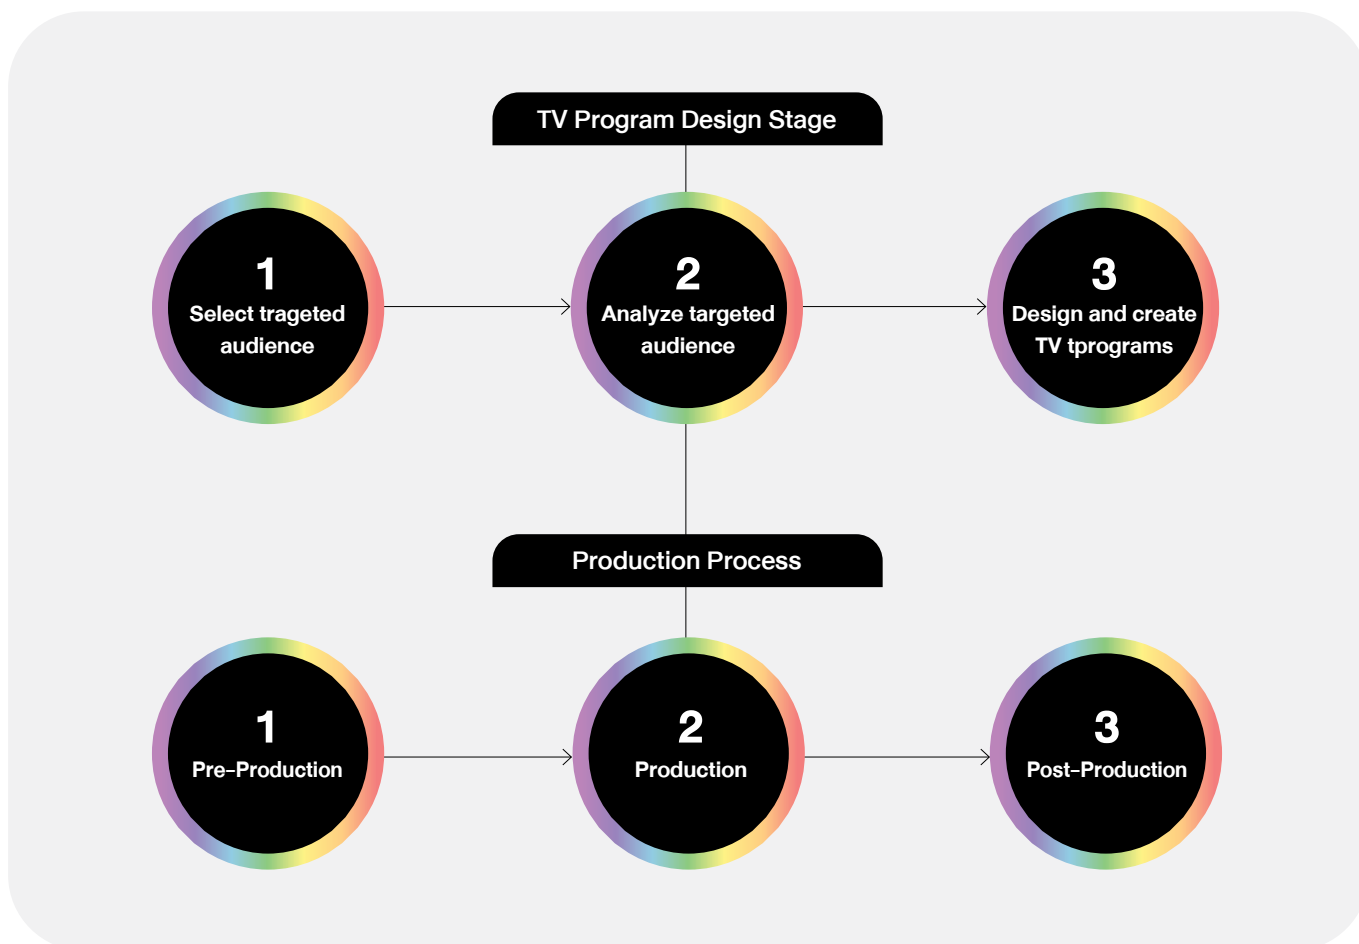 TV Program Design Stage
1
Select trageted
audience
2
Analyze targeted
audience
3
Design and create
TV tprograms
Production Process
1
Pre-Production
2
Production
3
Post-Production